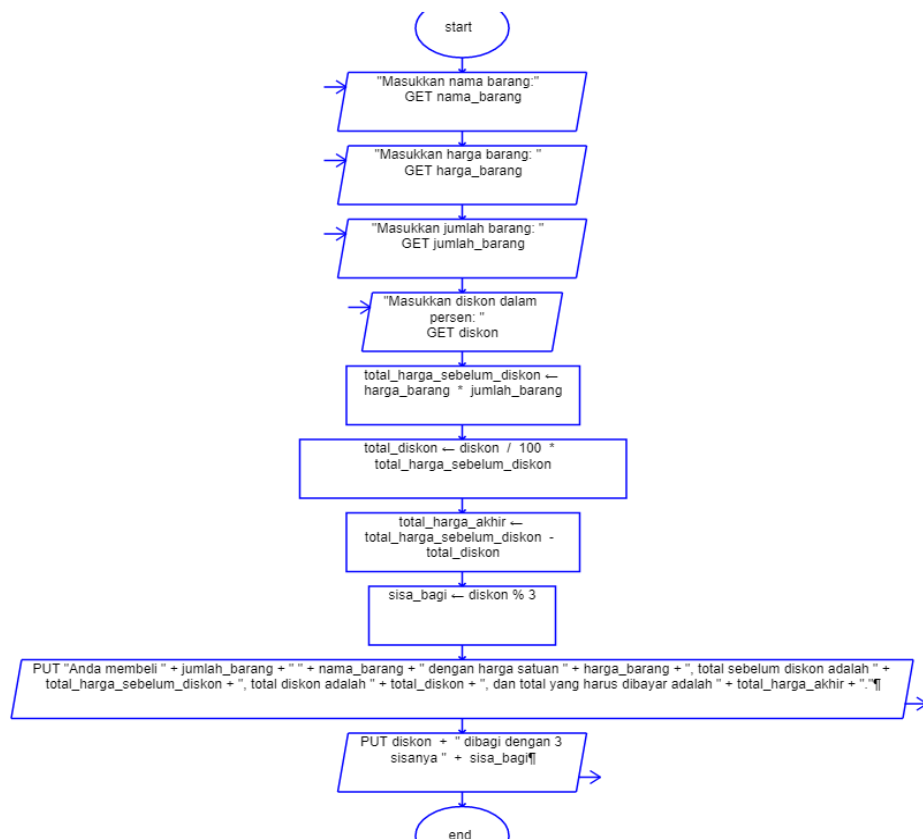 start
"Masukkan nama barang:"
GET nama_barang
"Masukkan harga barang: "
GET harga_barang
"Masukkan jumlah barang: "
GET jumlah_barang
"Masukkan diskon dalam
persen: "
GET diskon
total_harga_sebelum_diskon ←
harga_barang * jumlah_barang
total_diskon ← diskon / 100 *
total_harga_sebelum_diskon
total_harga_akhir ←
total_harga_sebelum_diskon -
total_diskon
sisa_bagi ← diskon % 3
PUT "Anda membeli " + jumlah_barang + " " + nama_barang + " dengan harga satuan " + harga_barang + ", total sebelum diskon adalah " +
total_harga_sebelum_diskon + ", total diskon adalah " + total_diskon + ", dan total yang harus dibayar adalah " + total_harga_akhir + "."¶
PUT diskon + " dibagi dengan 3
sisanya " + sisa_bagi¶
end